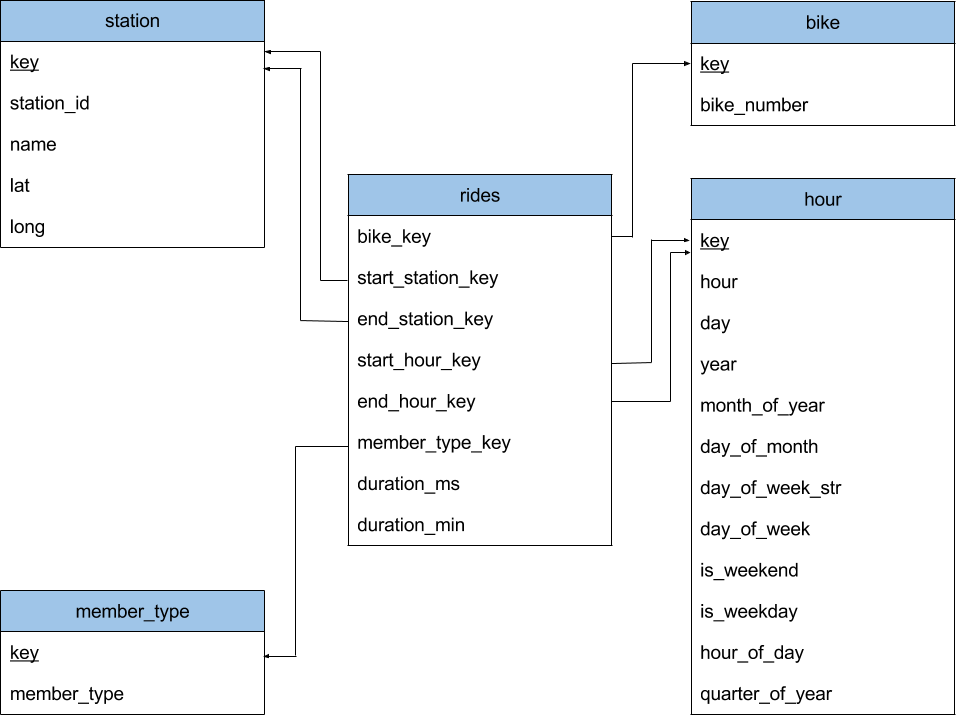 station
key
station_id
name
lat
long
bike
key
bike_number
rides
bike_key
start_station_key
end_station_key
start_hour_key
end_hour_key
member_type_key
duration_ms
duration_min
hour
key
hour
day
year
month_of_year
day_of_month
day_of_week_str
day_of_week
is_weekend
is_weekday
hour_of_day
quarter_of_year
member_type
key
member_type